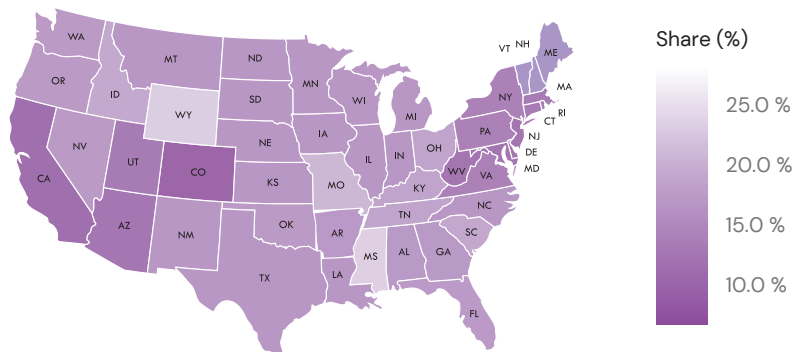 Share (%)
25.0 %
20.0 %
15.0 %
10.0 %
WA
MT
ND
MN
VT
NH
ME
OR
ID
WY
SD
WI
MI
NY
MA
RI
CT
NV
UT
CO
NE
IA
IL
IN
OH
PA
NJ
DE
MD
CA
AZ
NM
KS
MO
KY
WV
VA
OK
AR
TN
NC
SC
TX
LA
MS
AL
GA
FL